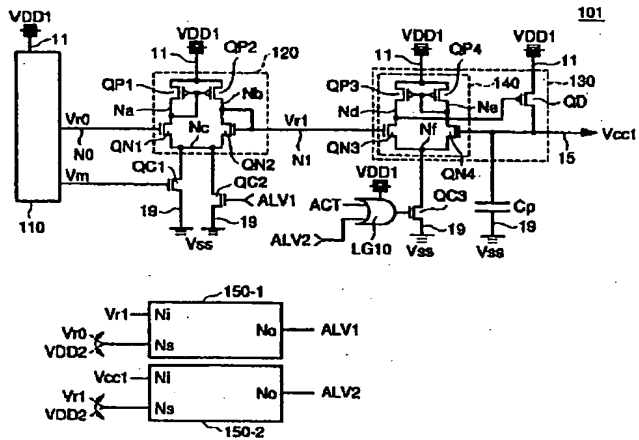 101
VDD1
VDD1
VDD1
VDD1
11
QP2
120
11
QP4
11
11
140
130
QP1
QP3
QD
Na
Nb
Nd
Ne
Vr0
Nc
Vr1
Nf
Vcc1
N0
QN1
QN2
N1
QN3
QN4
15
QC1
VDD1
Vm
QC2
QC3
Cp
ACT
19
ALV1
110
19
19
19
ALV2
LG10
Vss
Vss
Vss
Vss
150-1
Vr1
Ni
No
ALV1
Vr0
VDD2
Ns
Vcc1
Ni
No
ALV2
Vr1
VDD2
Ns
150-2